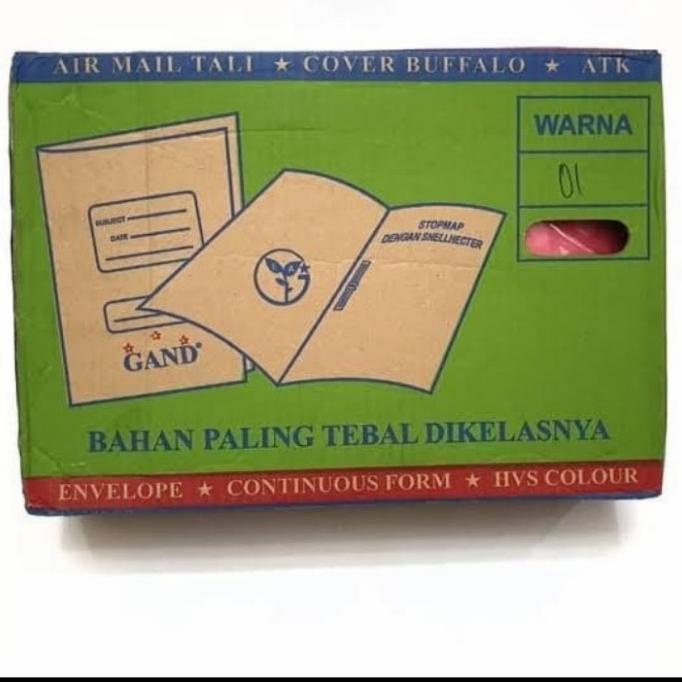 AIR MAIL TALI ★ COVER BUFFALO ★ ATK
WARNA
01
SUBJECT
DATE
STOPMAP
DENGAN SNELLHECTER
GAND®
BAHAN PALING TEBAL DIKELASNYA
ENVELOPE ★ CONTINUOUS FORM ★ HVS COLOUR